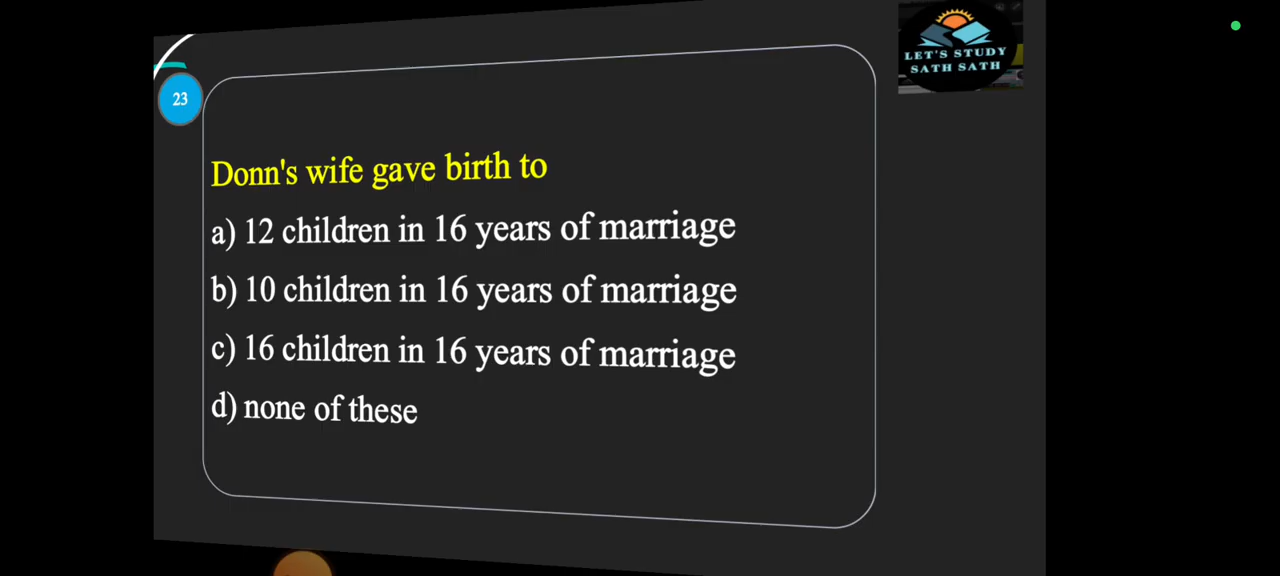 LET'S STUDY
SATH SATH
23
Donn's wife gave birth to
a) 12 children in 16 years of marriage
b) 10 children in 16 years of marriage
c) 16 children in 16 years of marriage
d) none of these